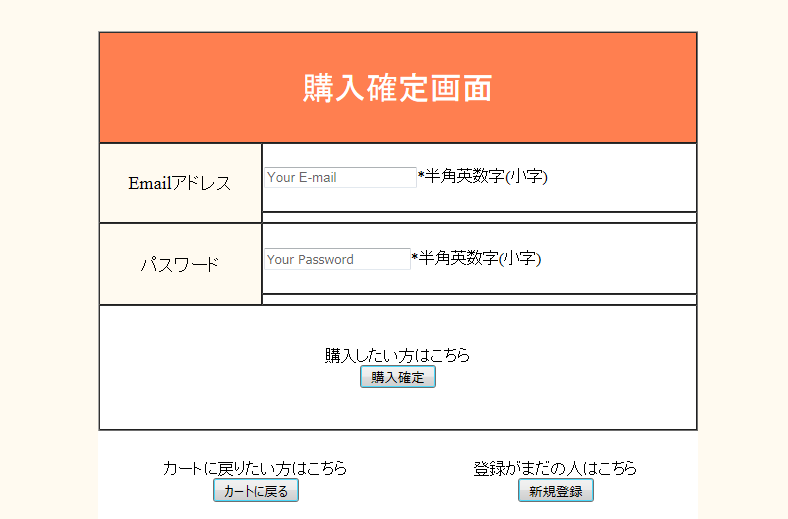 購入確定画面
Emailアドレス
Your E-mail *半角英数字(小字)
パスワード
Your Password *半角英数字(小字)
購入したい方はこちら
購入確定
カートに戻りたい方はこちら
カートに戻る
登録がまだの人はこちら
新規登録